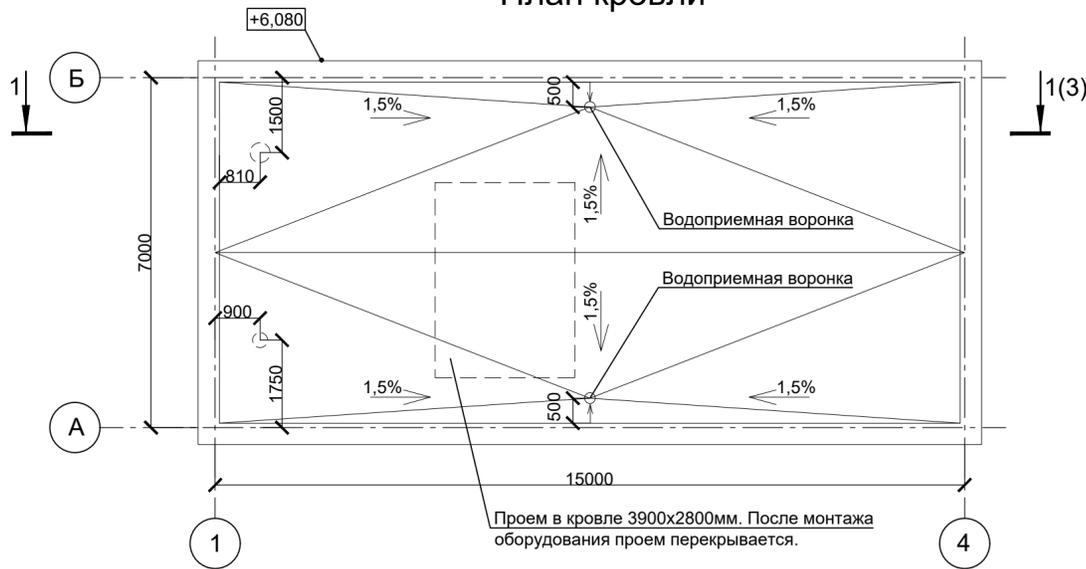 План кровли
+6,080
Б
1
1(3)
500
1,5%
1,5%
1500
810
1,5%
Водоприемная воронка
7000
Водоприемная воронка
1,5%
900
1,5%
1,5%
1750
500
А
15000
Проем в кровле 3900х2800мм. После монтажа
оборудования проем перекрывается.
1
4